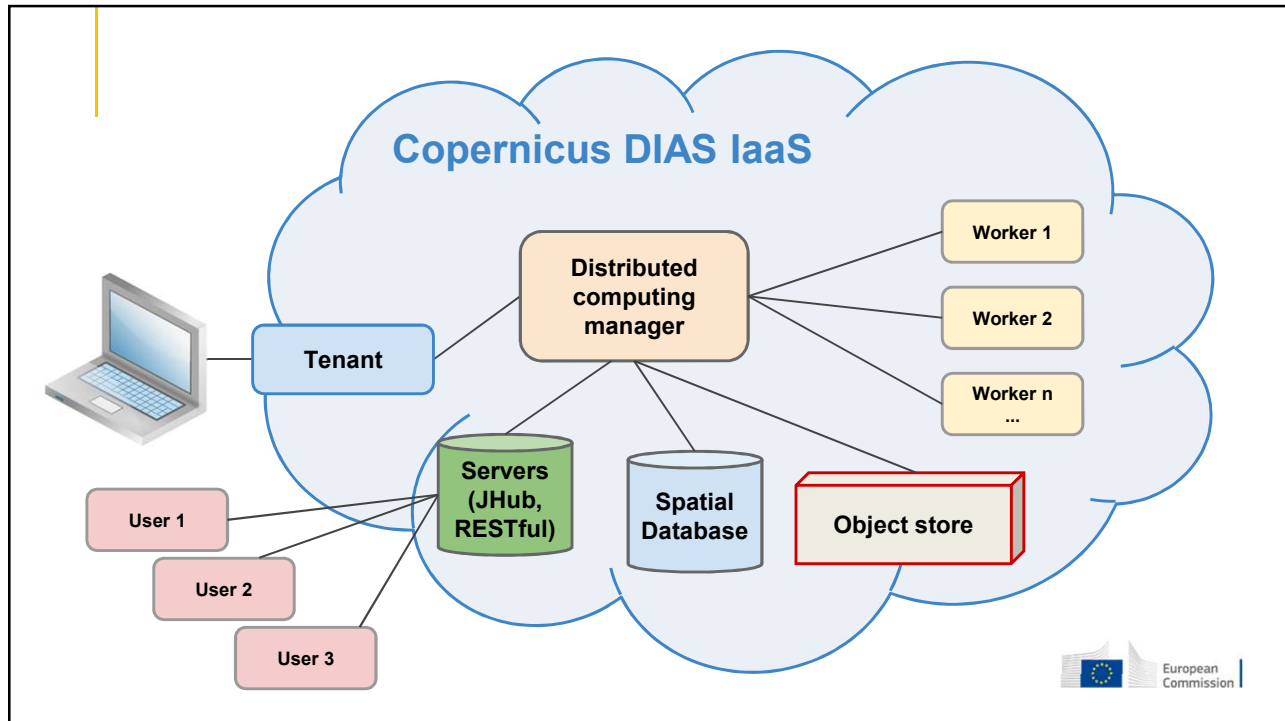 Copernicus DIAS IaaS
Worker 1
Distributed
computing
manager
Worker 2
Tenant
Worker n
...
Servers
(JHub,
RESTful)
Spatial
Database
Object store
User 1
User 2
User 3
European
Commission